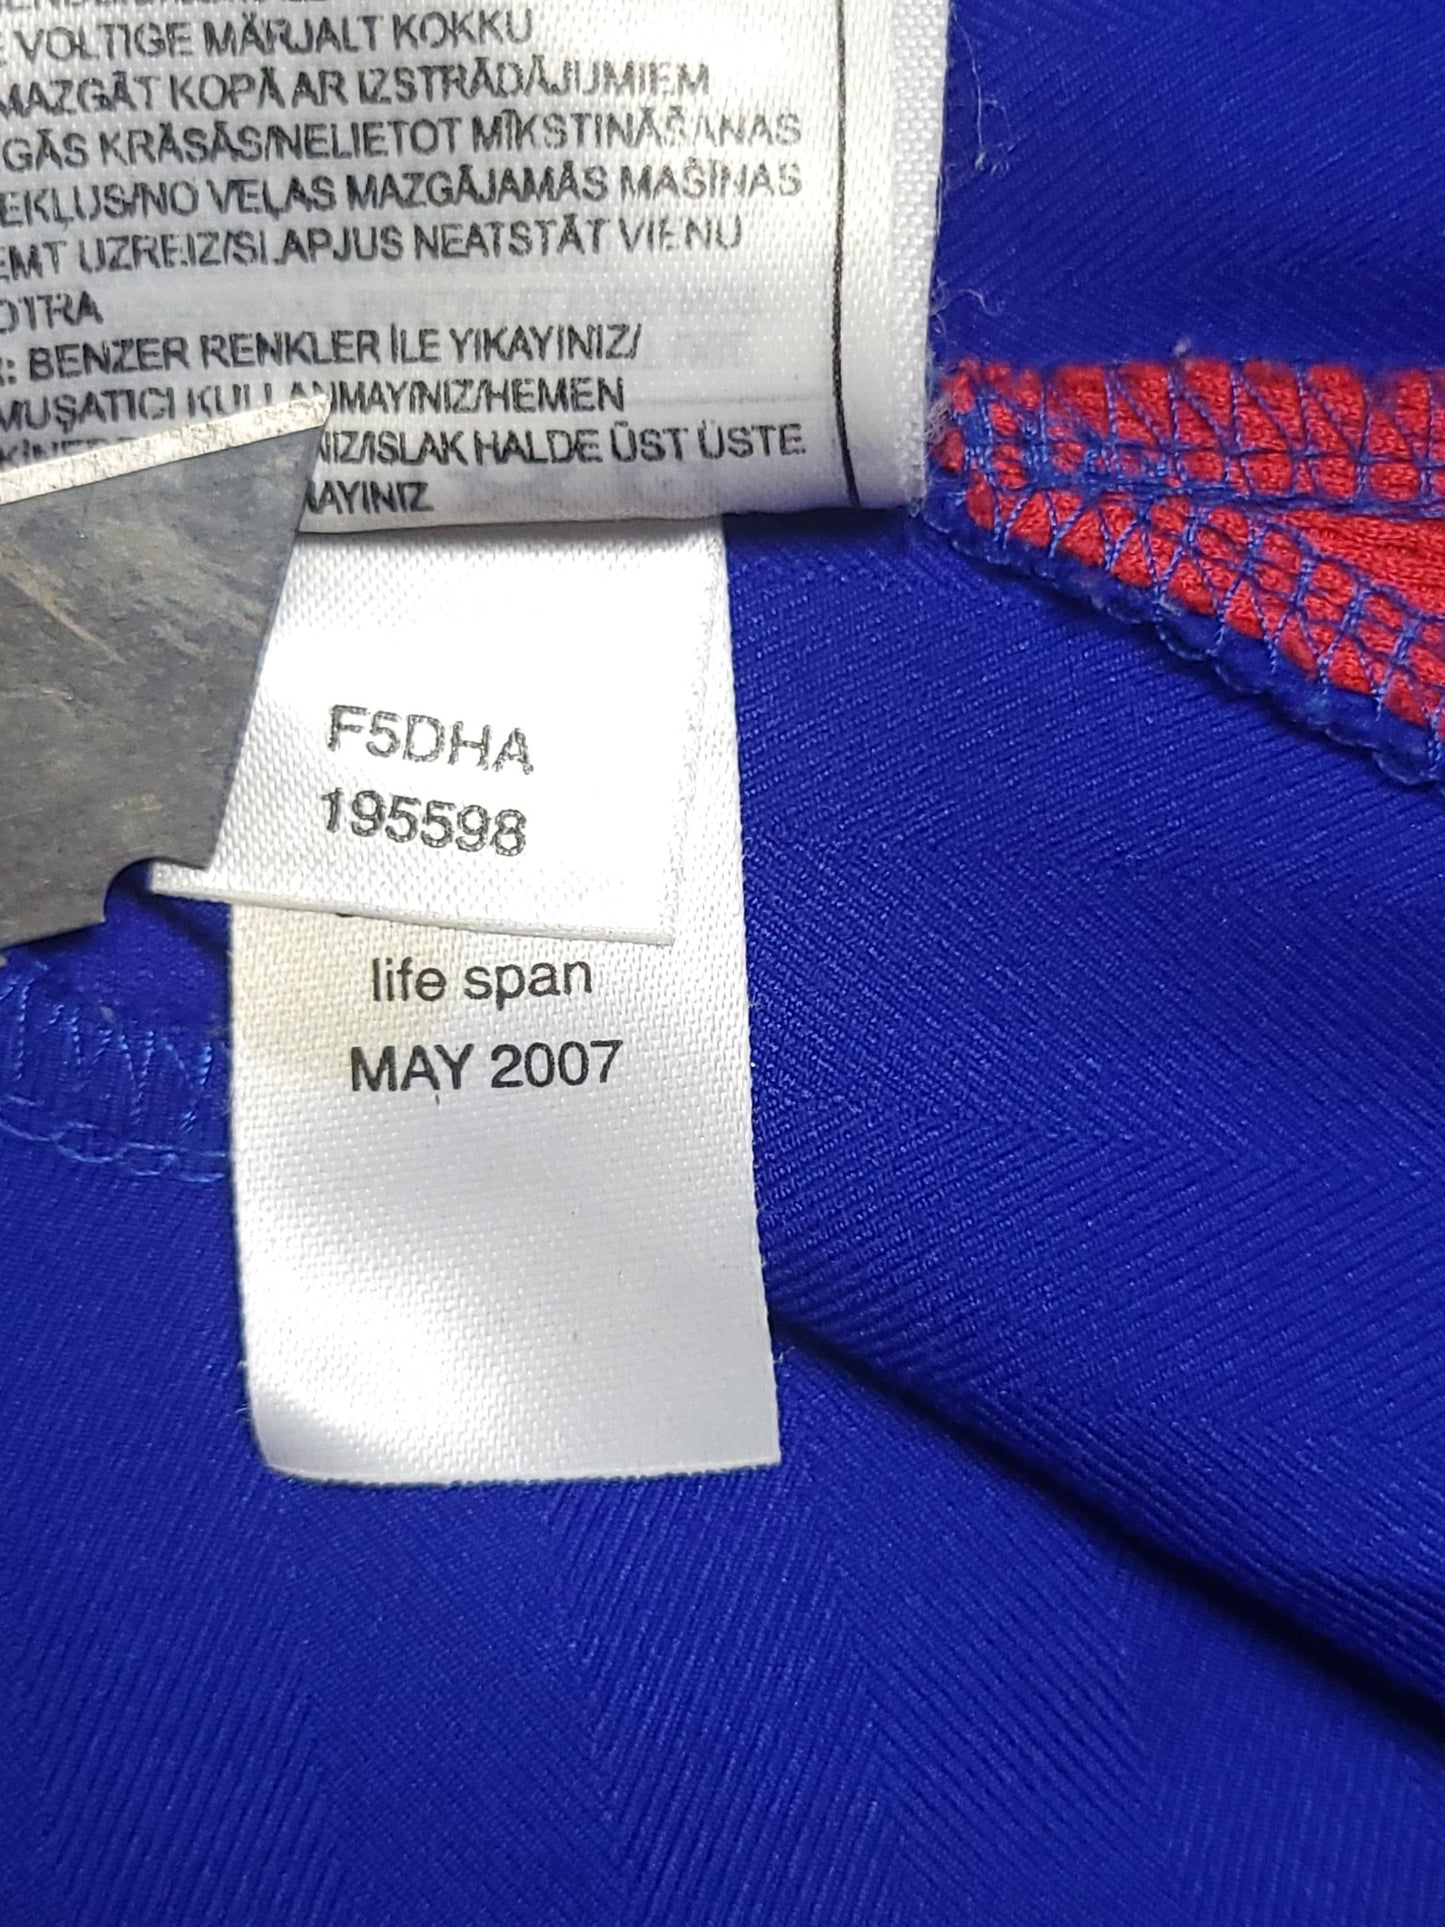 VOLTIGE MÄRJALT KOKKU
MAZGĀT KOPĀ AR IZSTRĀDĀJUMIEM
GĀS KRĀSĀS/NELIETOT MĪKSTINĀŠANAS
EKĻUS/NO VEĻAS MAZGĀJAMĀS MAŠĪNAS
EMT UZREIZ/SLAPJUS NEATSTĀT VIENU
OTRA
R: BENZER RENKLER İLE YIKAYINIZ/
MUŞATICI KULLANMAYINIZ/HEMEN
NIZ/ISLAK HALDE ÜST ÜSTE
MAYINIZ
F5DHA
195598
life span
MAY 2007